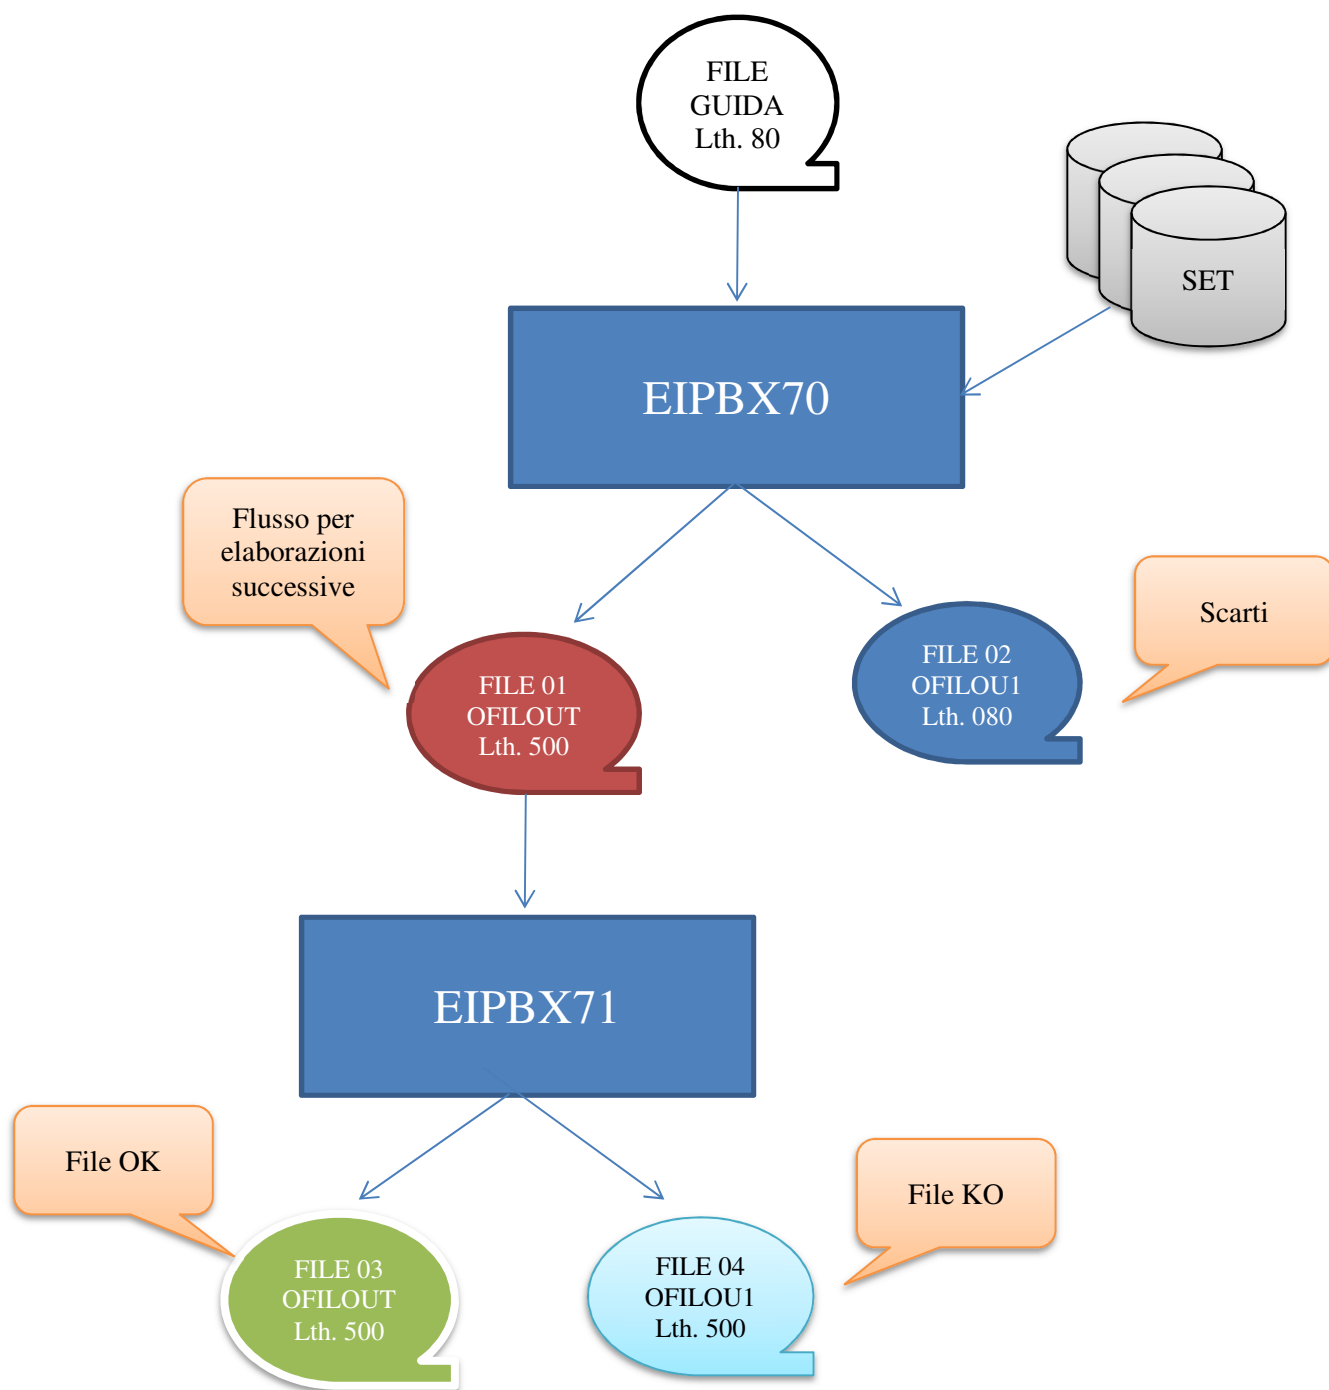 FILE
GUIDA
Lth. 80
SET
EIPBX70
Flusso per
elaborazioni
successive
Scarti
FILE 01
OFILOUT
Lth. 500
FILE 02
OFILOU1
Lth. 080
EIPBX71
File OK
File KO
FILE 03
OFILOUT
Lth. 500
FILE 04
OFILOU1
Lth. 500